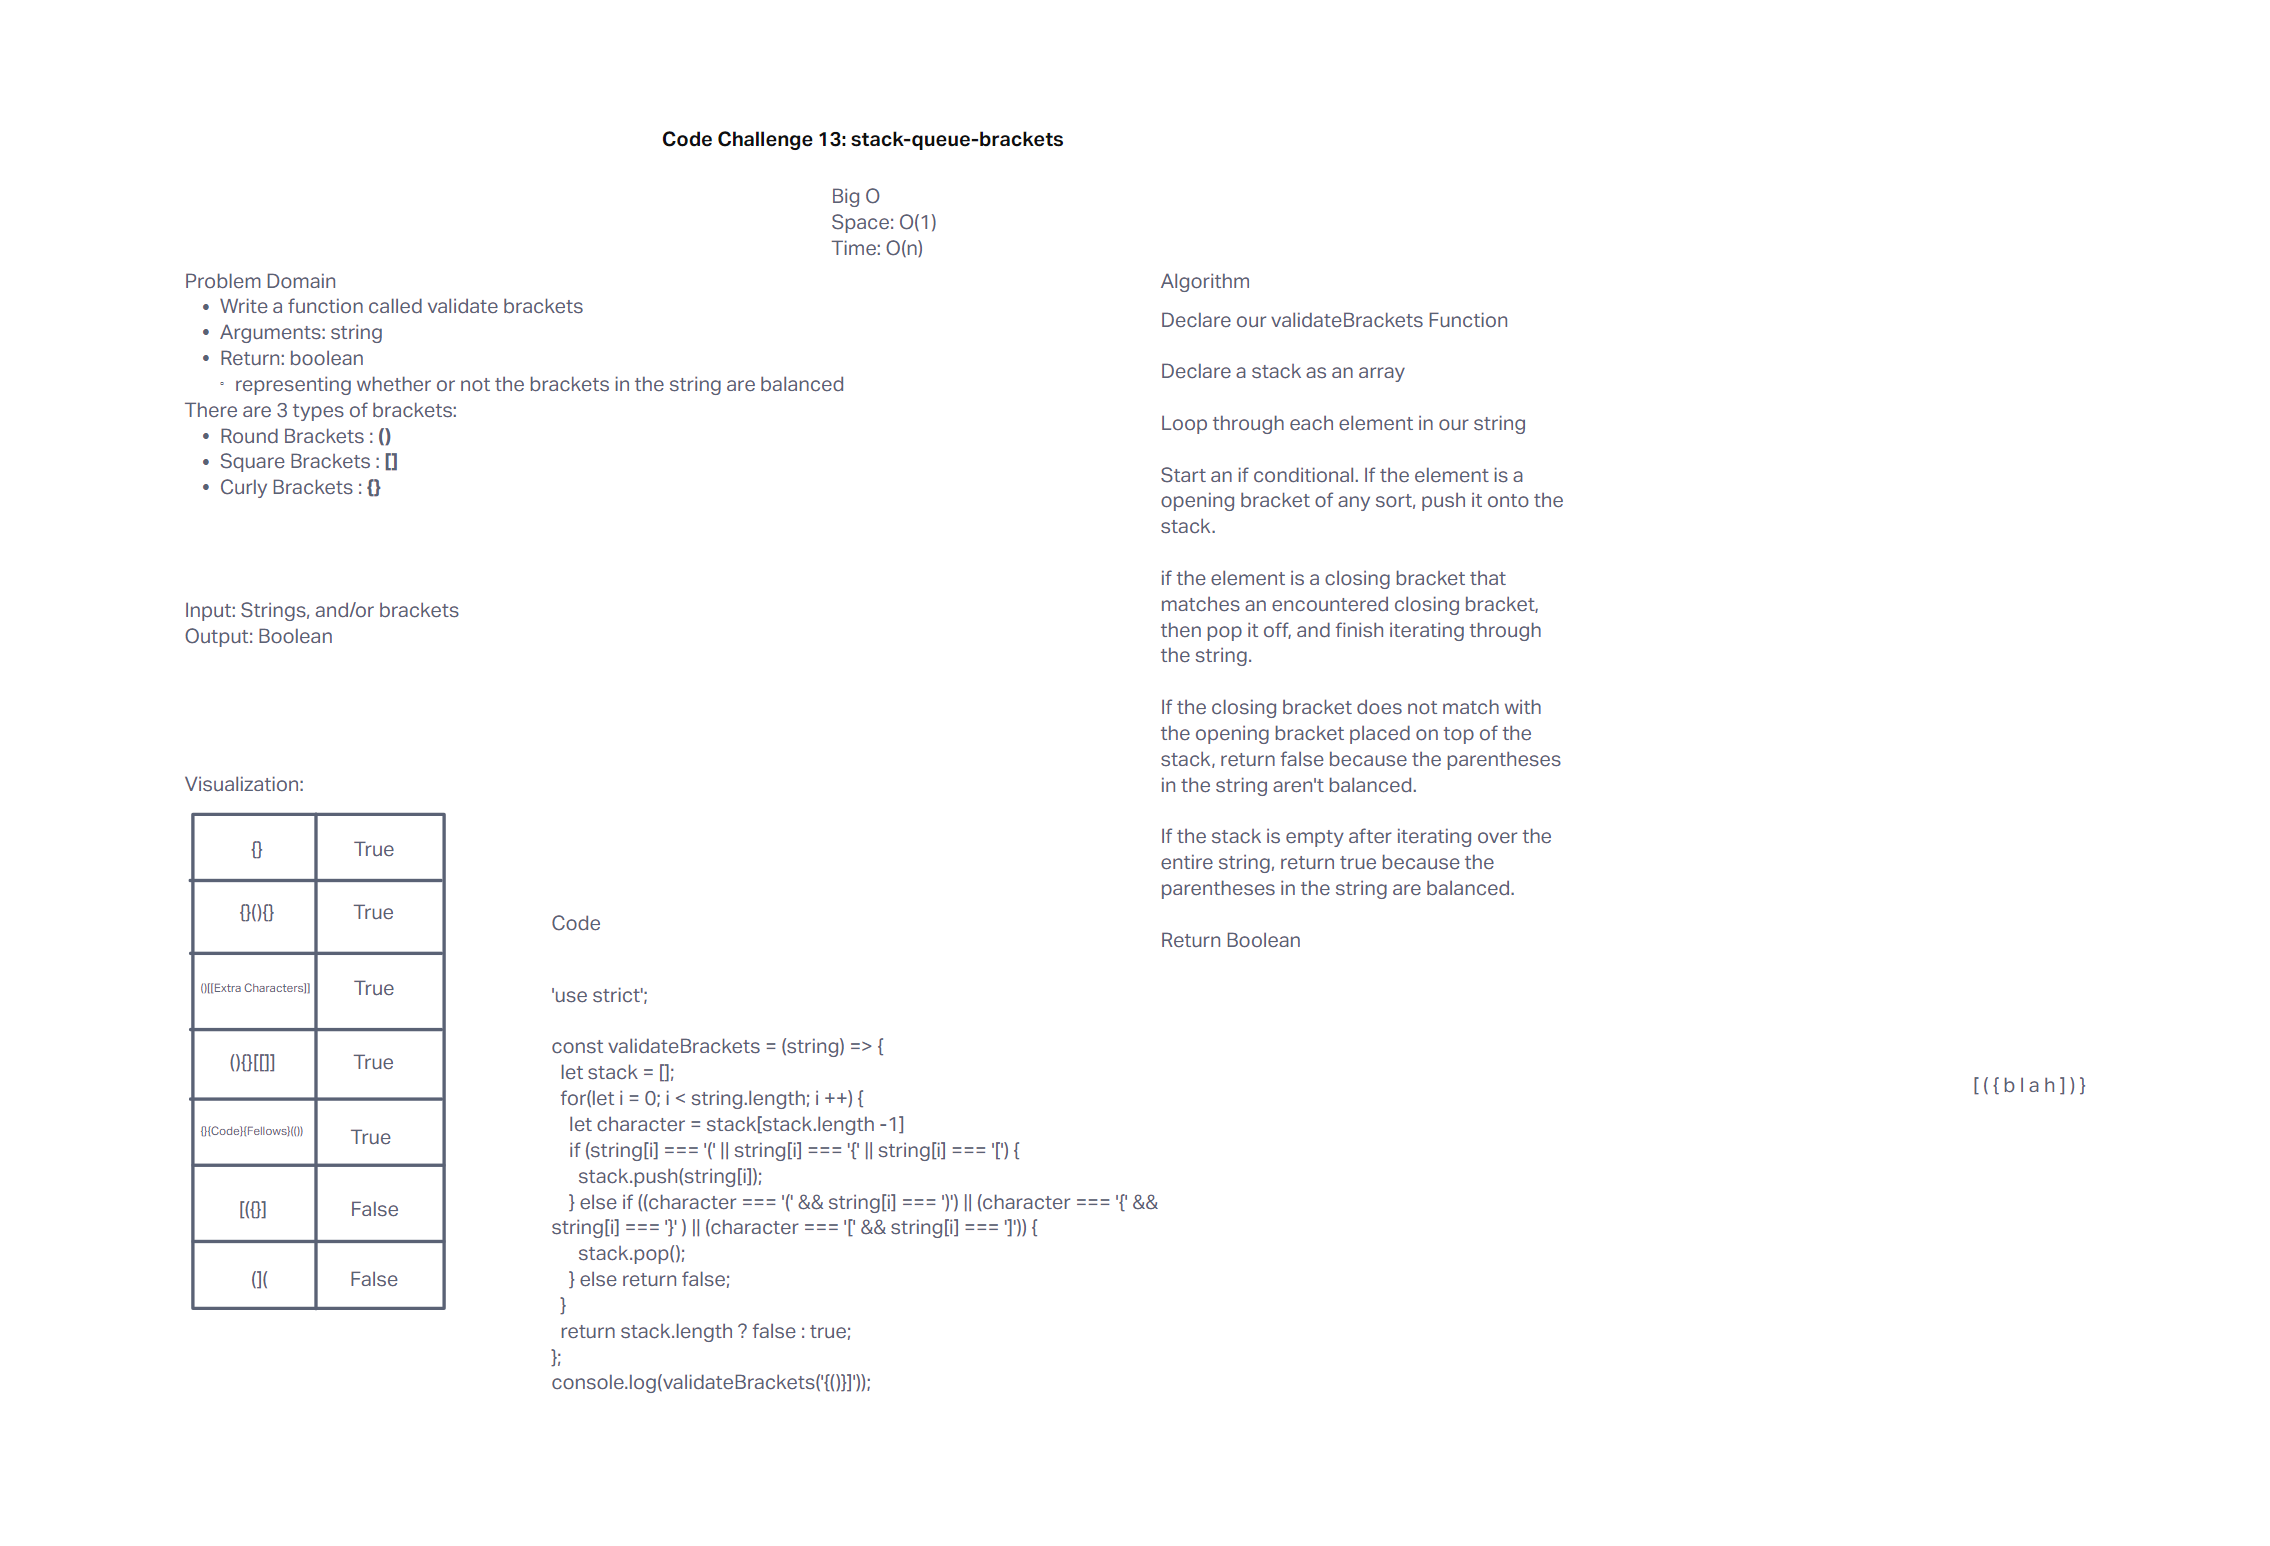 Code Challenge 13: stack-queue-brackets
Big O
Space: O(1)
Time: O(n)
Problem Domain
• Write a function called validate brackets
• Arguments: string
• Return: boolean
◦ representing whether or not the brackets in the string are balanced
There are 3 types of brackets:
• Round Brackets : ()
• Square Brackets : []
• Curly Brackets : {}
Input: Strings, and/or brackets
Output: Boolean
Visualization:
{} True
{}(){} True
()[[Extra Characters]] True
(){}[[]] True
{}{Code}{Fellows}(()) True
[({}] False
(]( False
Code
'use strict';
const validateBrackets = (string) => {
let stack = [];
for(let i = 0; i < string.length; i ++) {
let character = stack[stack.length -1]
if (string[i] === '(' || string[i] === '{' || string[i] === '[') {
stack.push(string[i]);
} else if ((character === '(' && string[i] === ')') || (character === '{' &&
string[i] === '}' ) || (character === '[' && string[i] === ']')) {
stack.pop();
} else return false;
}
return stack.length ? false : true;
};
console.log(validateBrackets('{()}]'));
Algorithm
Declare our validateBrackets Function
Declare a stack as an array
Loop through each element in our string
Start an if conditional. If the element is a
opening bracket of any sort, push it onto the
stack.
if the element is a closing bracket that
matches an encountered closing bracket,
then pop it off, and finish iterating through
the string.
If the closing bracket does not match with
the opening bracket placed on top of the
stack, return false because the parentheses
in the string aren't balanced.
If the stack is empty after iterating over the
entire string, return true because the
parentheses in the string are balanced.
Return Boolean
[ ( { b l a h ] ) }